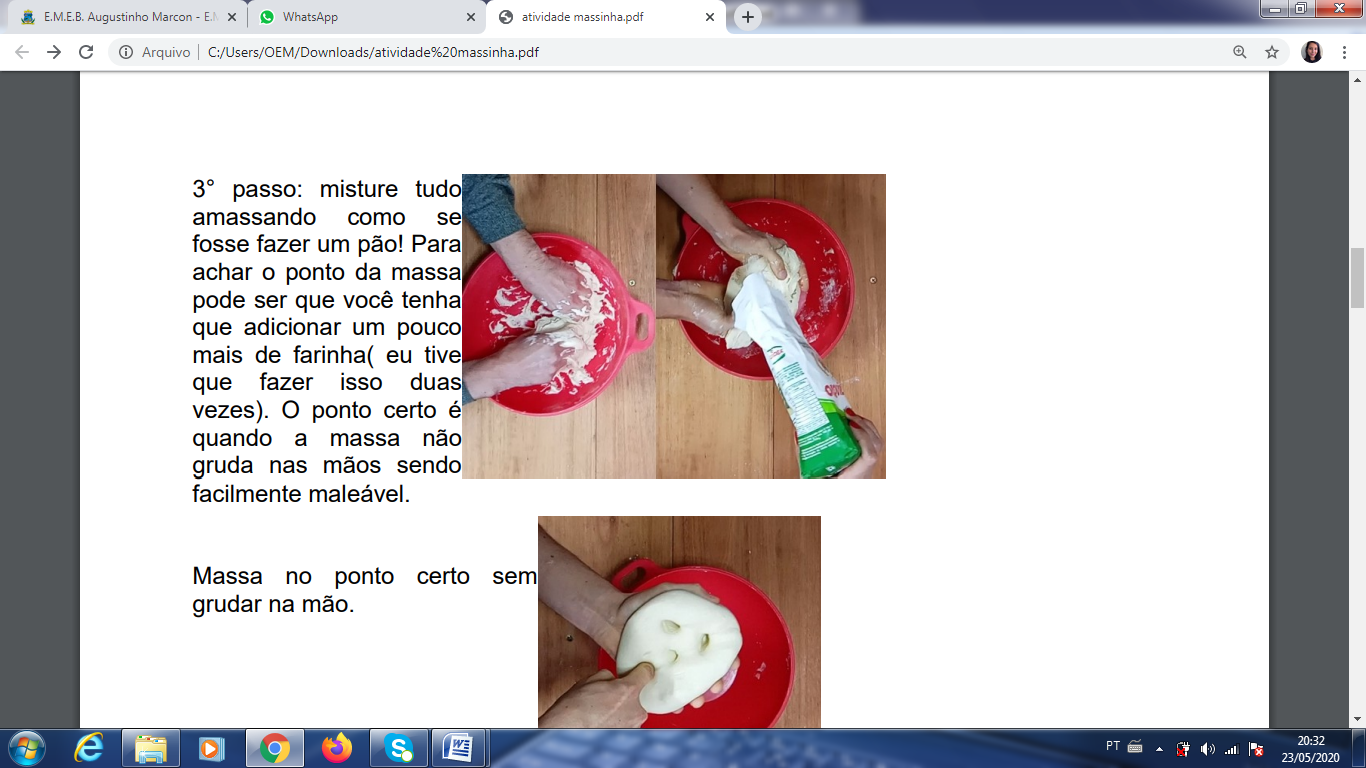 E.M.E.B. Augustinho Marcon - E.M
WhatsApp
atividade massinha.pdf
Arquivo
C:/Users/OEM/Downloads/atividade%20massinha.pdf
3° passo: misture tudo
amassando como se
fosse fazer um pão! Para
achar o ponto da massa
pode ser que você tenha
que adicionar um pouco
mais de farinha( eu tive
que fazer isso duas
vezes). O ponto certo é
quando a massa não
gruda nas mãos sendo
facilmente maleável.
Massa no ponto certo sem
grudar na mão.
PT
20:32
23/05/2020